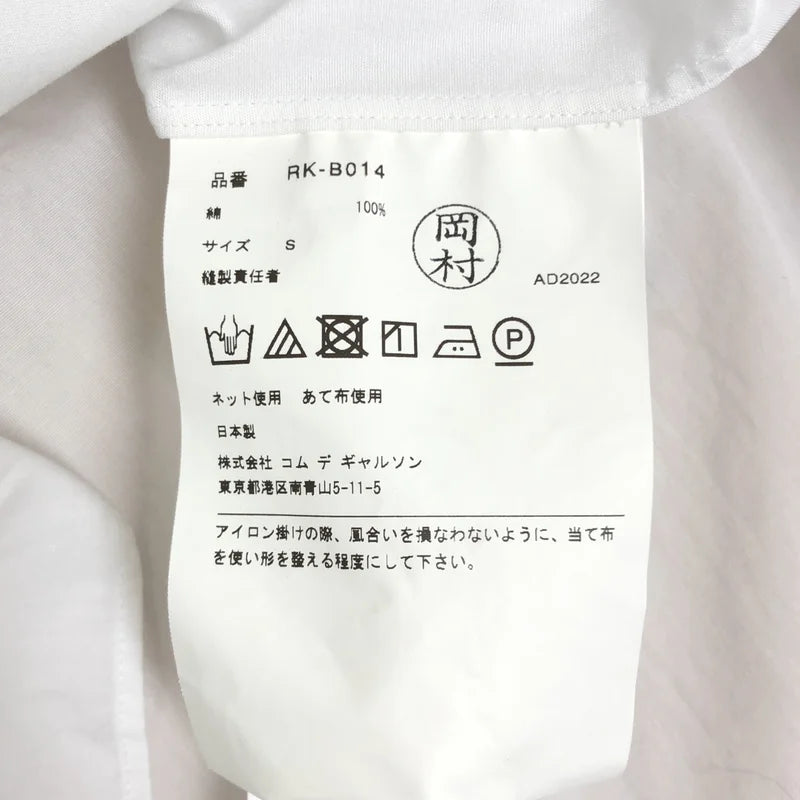 品番 RK-B014
綿 100%
サイズ S
縫製責任者
岡
村
AD2022
P
ネット使用 あて布使用
日本製
株式会社 コム デ ギャルソン
東京都港区南青山5-11-5
アイロン掛けの際、風合いを損なわないように、当て布
を使い形を整える程度にして下さい。